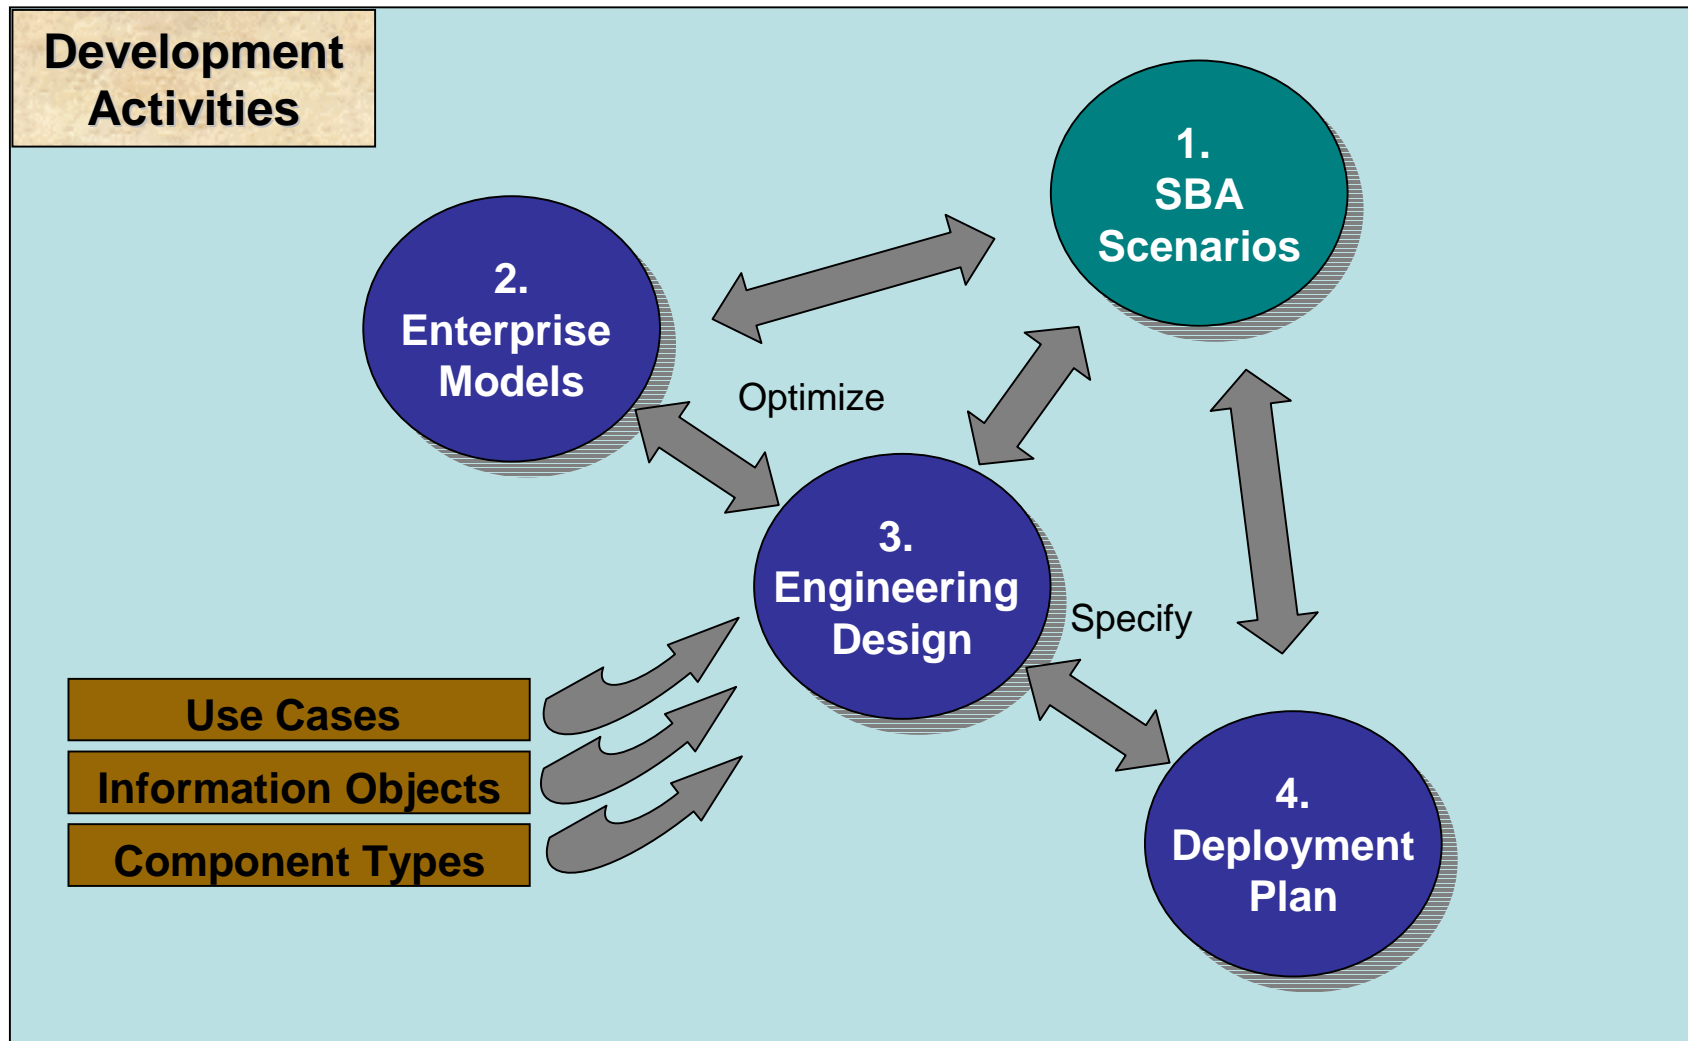 Development
Activities
1.
SBA
Scenarios
2.
Enterprise
Models
Optimize
3.
Engineering
Design
Specify
Use Cases
Information Objects
Component Types
4.
Deployment
Plan